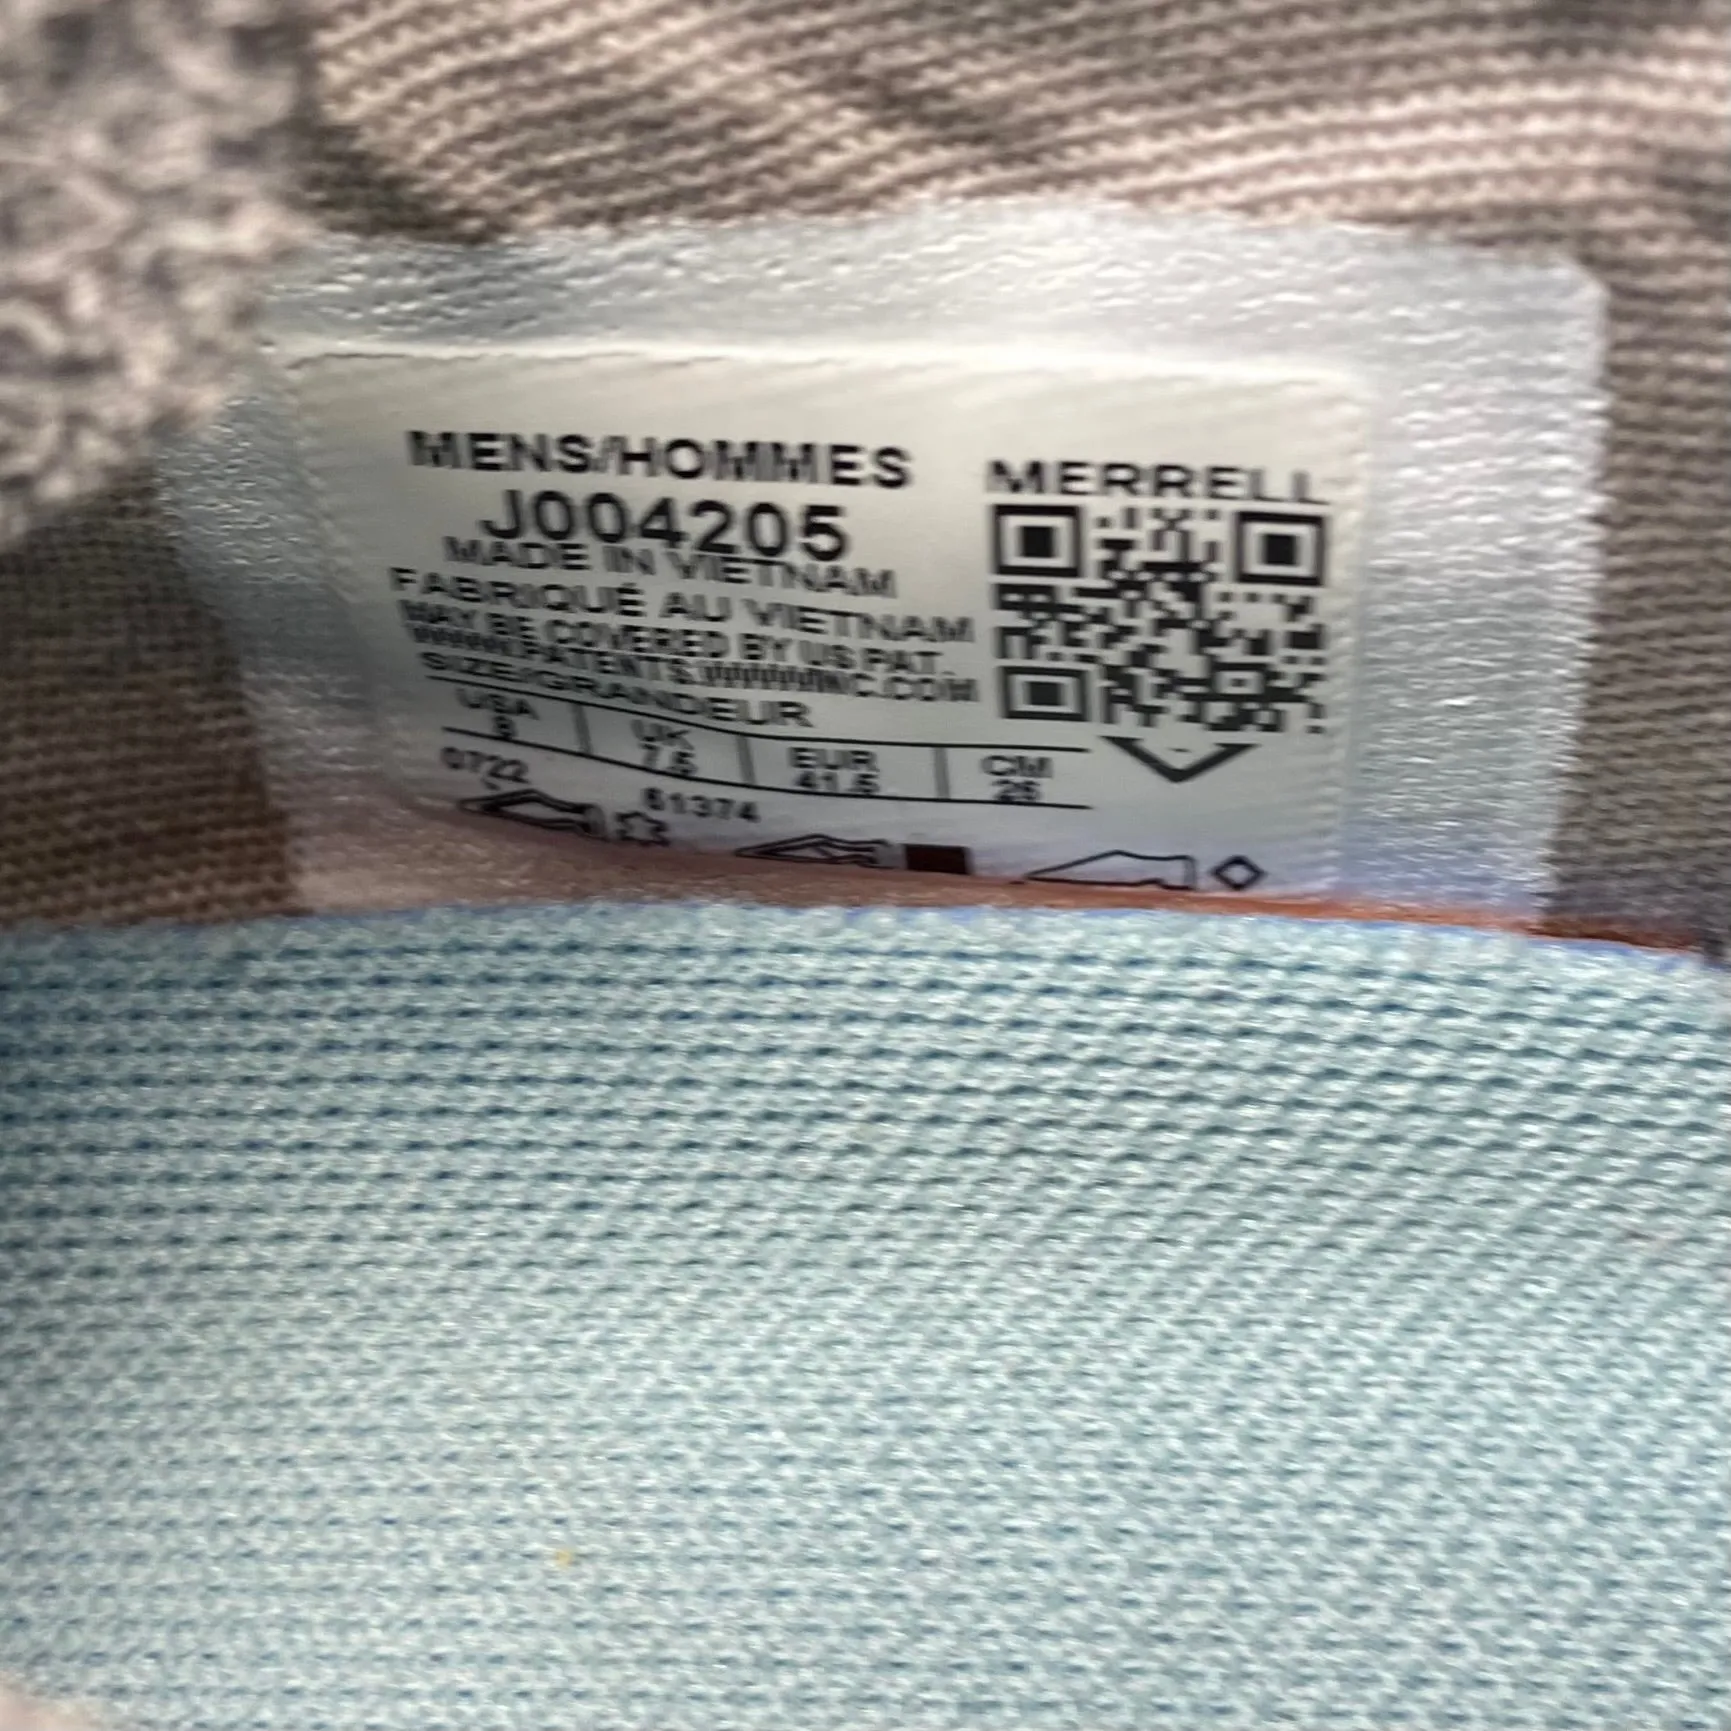 MENS/HOMMES
J004205
MADE IN VIETNAM
FABRIQUÉ AU VIETNAM
MAY BE COVERED BY US PAT.
SIZE/GRANDEUR
USA UK EUR CM
8 7.5 41.5 26
0722 61374
MERRELL